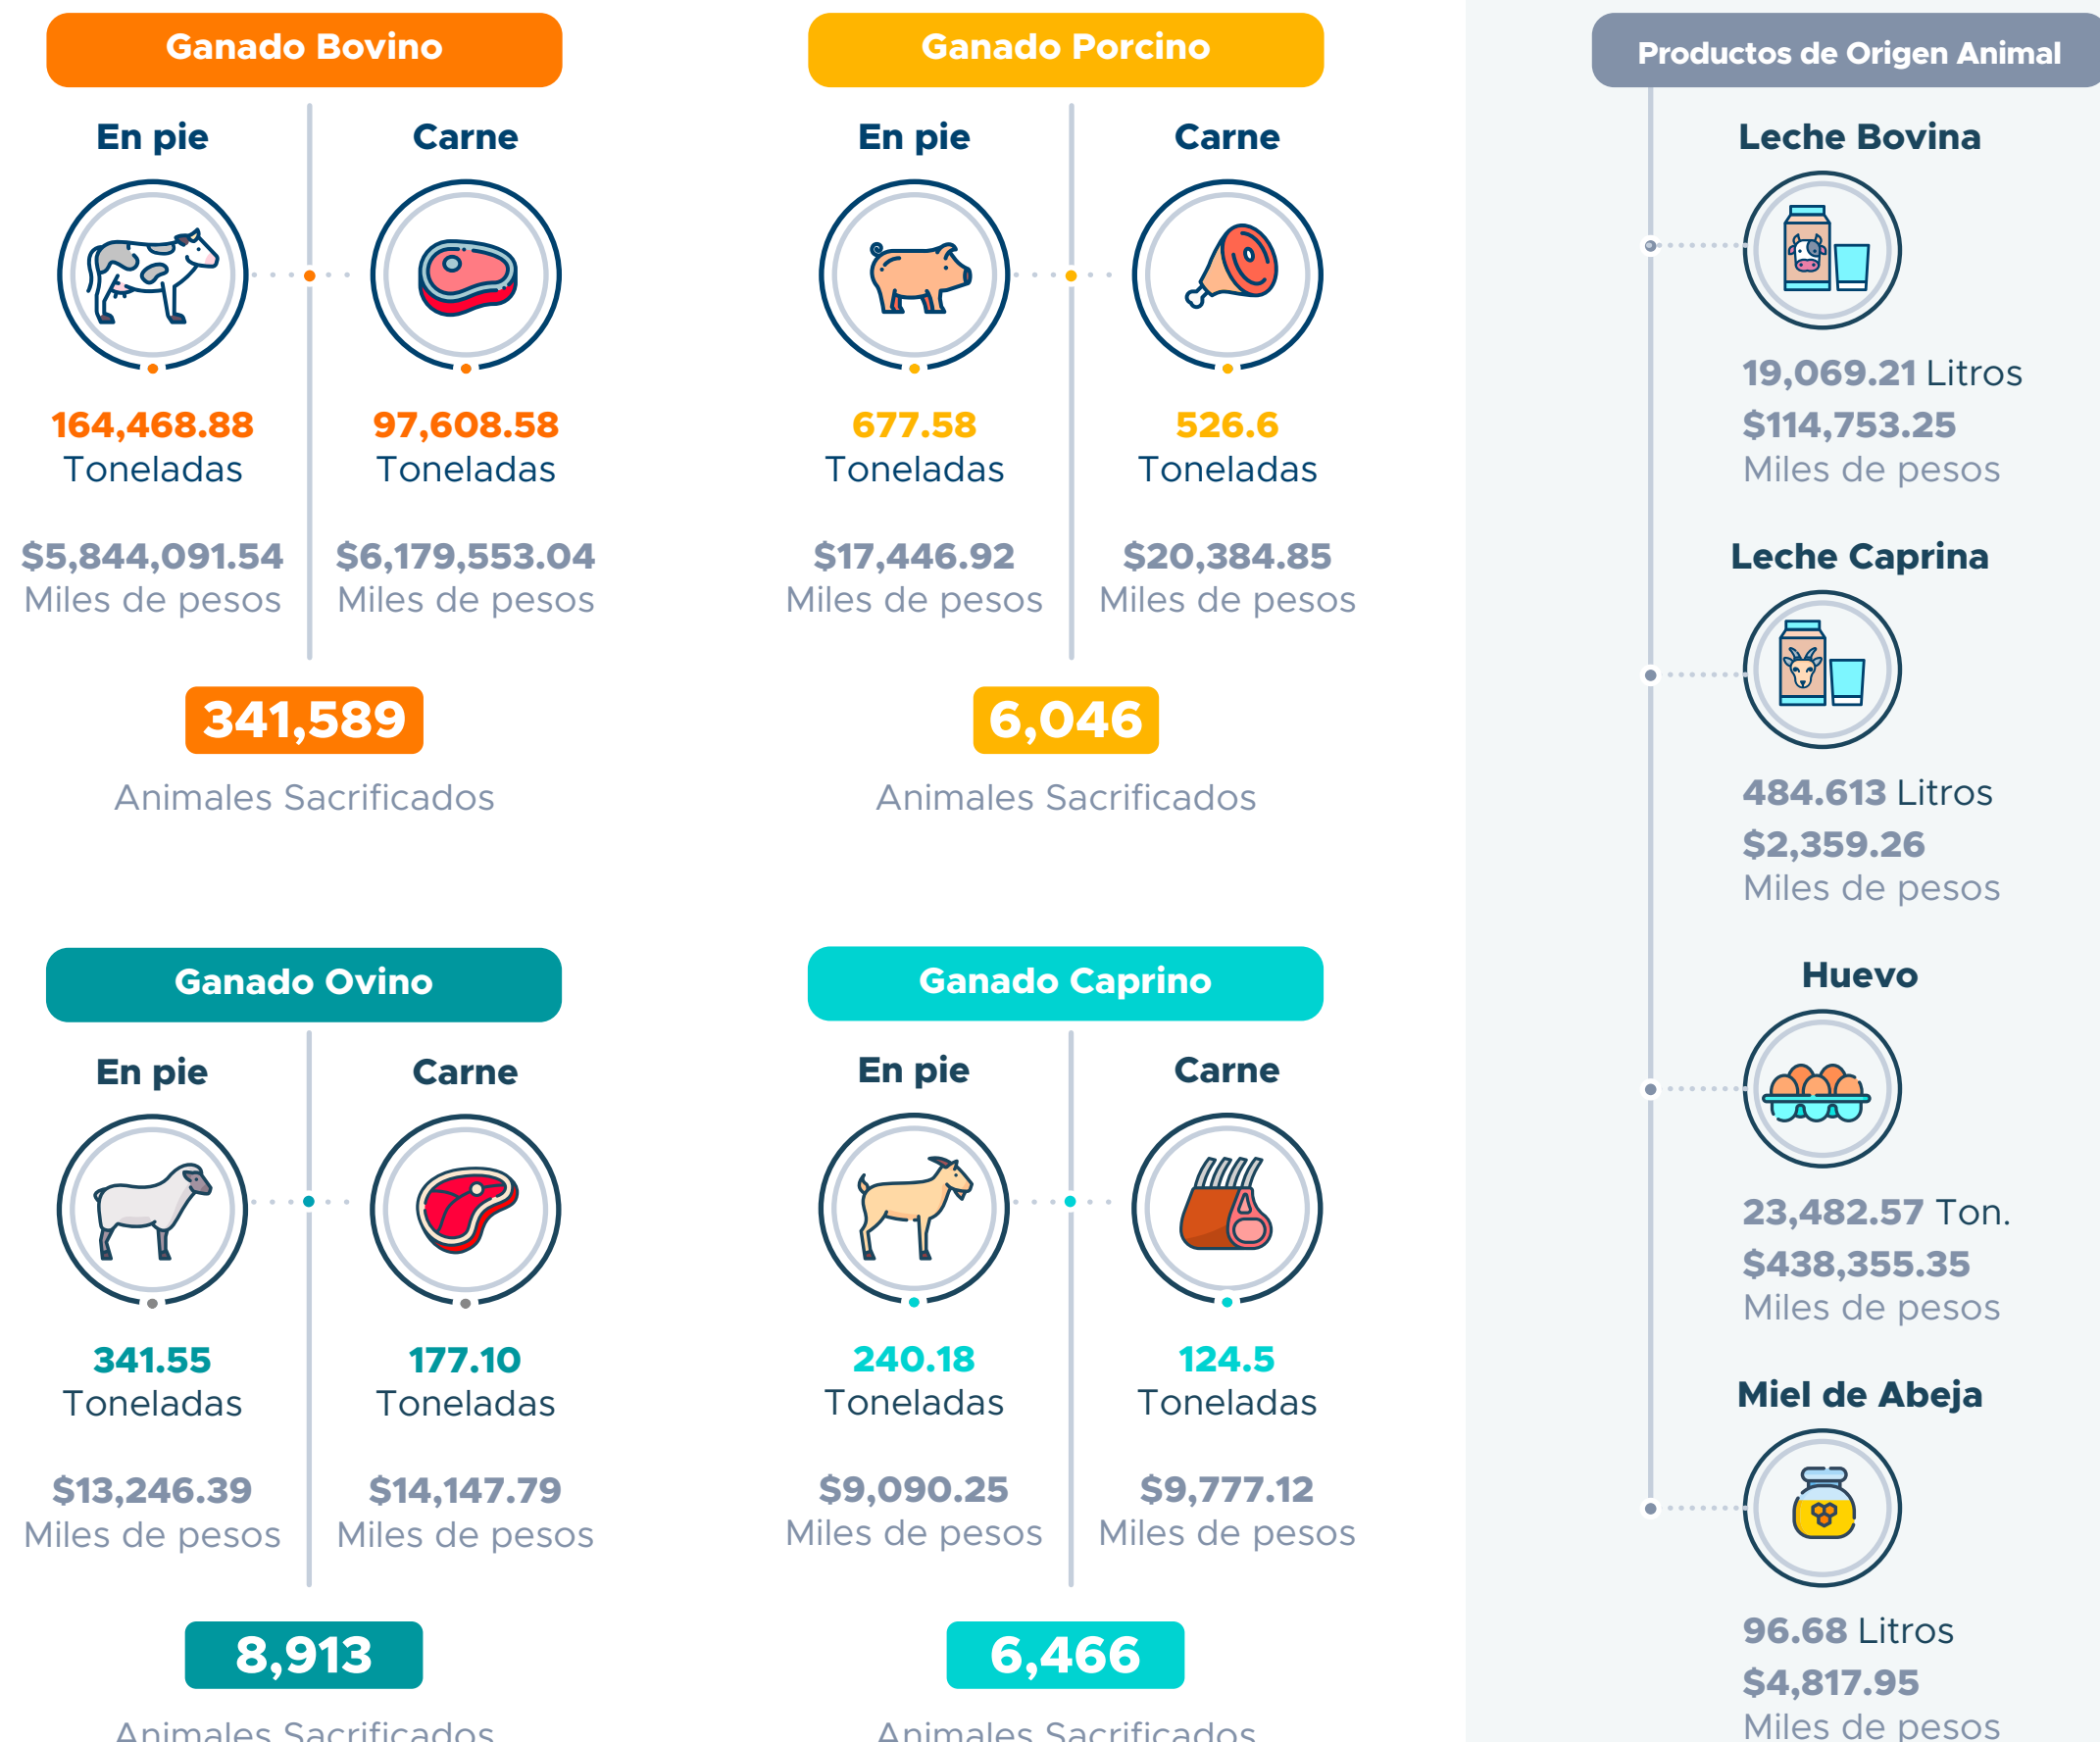 Ganado Bovino
En pie
Carne
164,468.88
Toneladas
97,608.58
Toneladas
$5,844,091.54
Miles de pesos
$6,179,553.04
Miles de pesos
341,589
Animales Sacrificados
Ganado Porcino
En pie
Carne
677.58
Toneladas
526.6
Toneladas
$17,446.92
Miles de pesos
$20,384.85
Miles de pesos
6,046
Animales Sacrificados
Ganado Ovino
En pie
Carne
341.55
Toneladas
177.10
Toneladas
$13,246.39
Miles de pesos
$14,147.79
Miles de pesos
8,913
Animales Sacrificados
Ganado Caprino
En pie
Carne
240.18
Toneladas
124.5
Toneladas
$9,090.25
Miles de pesos
$9,777.12
Miles de pesos
6,466
Animales Sacrificados
Productos de Origen Animal
Leche Bovina
19,069.21 Litros
$114,753.25
Miles de pesos
Leche Caprina
484.613 Litros
$2,359.26
Miles de pesos
Huevo
23,482.57 Ton.
$438,355.35
Miles de pesos
Miel de Abeja
96.68 Litros
$4,817.95
Miles de pesos